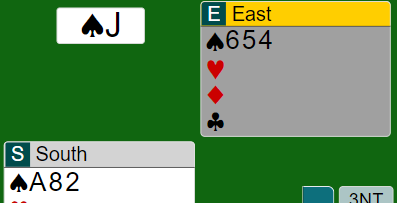 ♠J
E East
♠654
♥
♦
♣
S South
♠A82
3NT